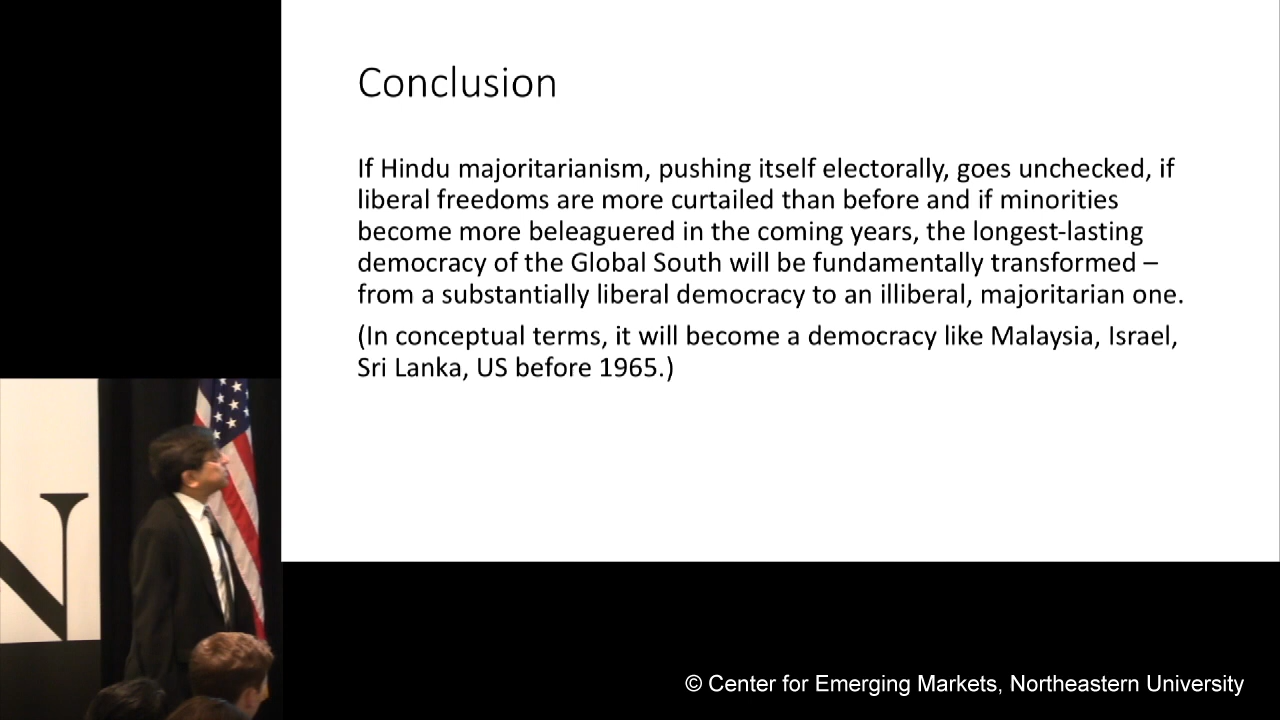 Conclusion
If Hindu majoritarianism, pushing itself electorally, goes unchecked, if
liberal freedoms are more curtailed than before and if minorities
become more beleaguered in the coming years, the longest-lasting
democracy of the Global South will be fundamentally transformed –
from a substantially liberal democracy to an illiberal, majoritarian one.
(In conceptual terms, it will become a democracy like Malaysia, Israel,
Sri Lanka, US before 1965.)
N
© Center for Emerging Markets, Northeastern University